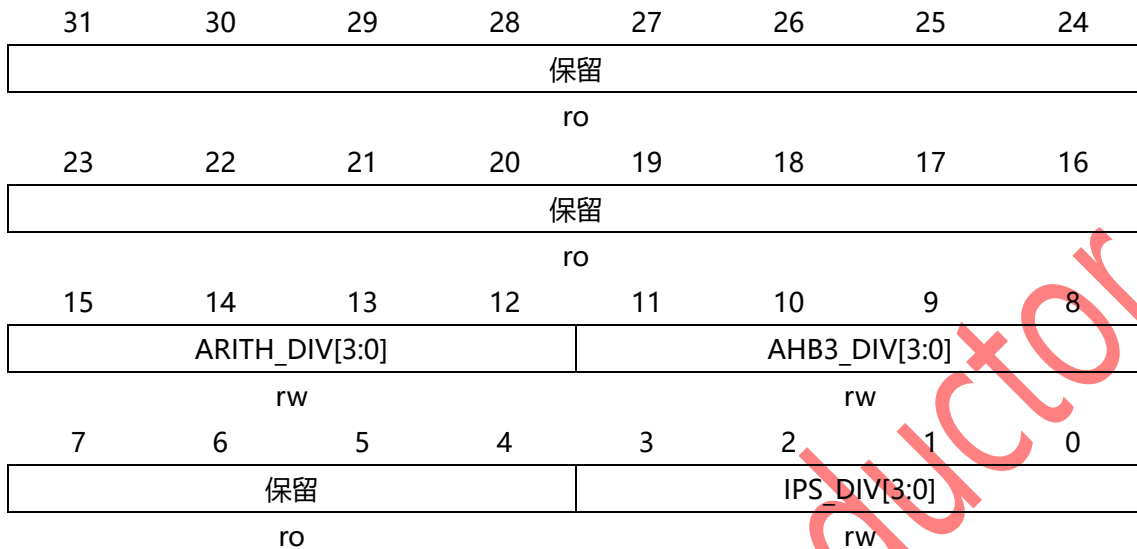 31 30 29 28 27 26 25 24
保留
ro
23 22 21 20 19 18 17 16
保留
ro
15 14 13 12 11 10 9 8
ARITH_DIV[3:0] AHB3_DIV[3:0]
rw rw
7 6 5 4 3 2 1 0
保留 IPS_DIV[3:0]
ro rw
uctor